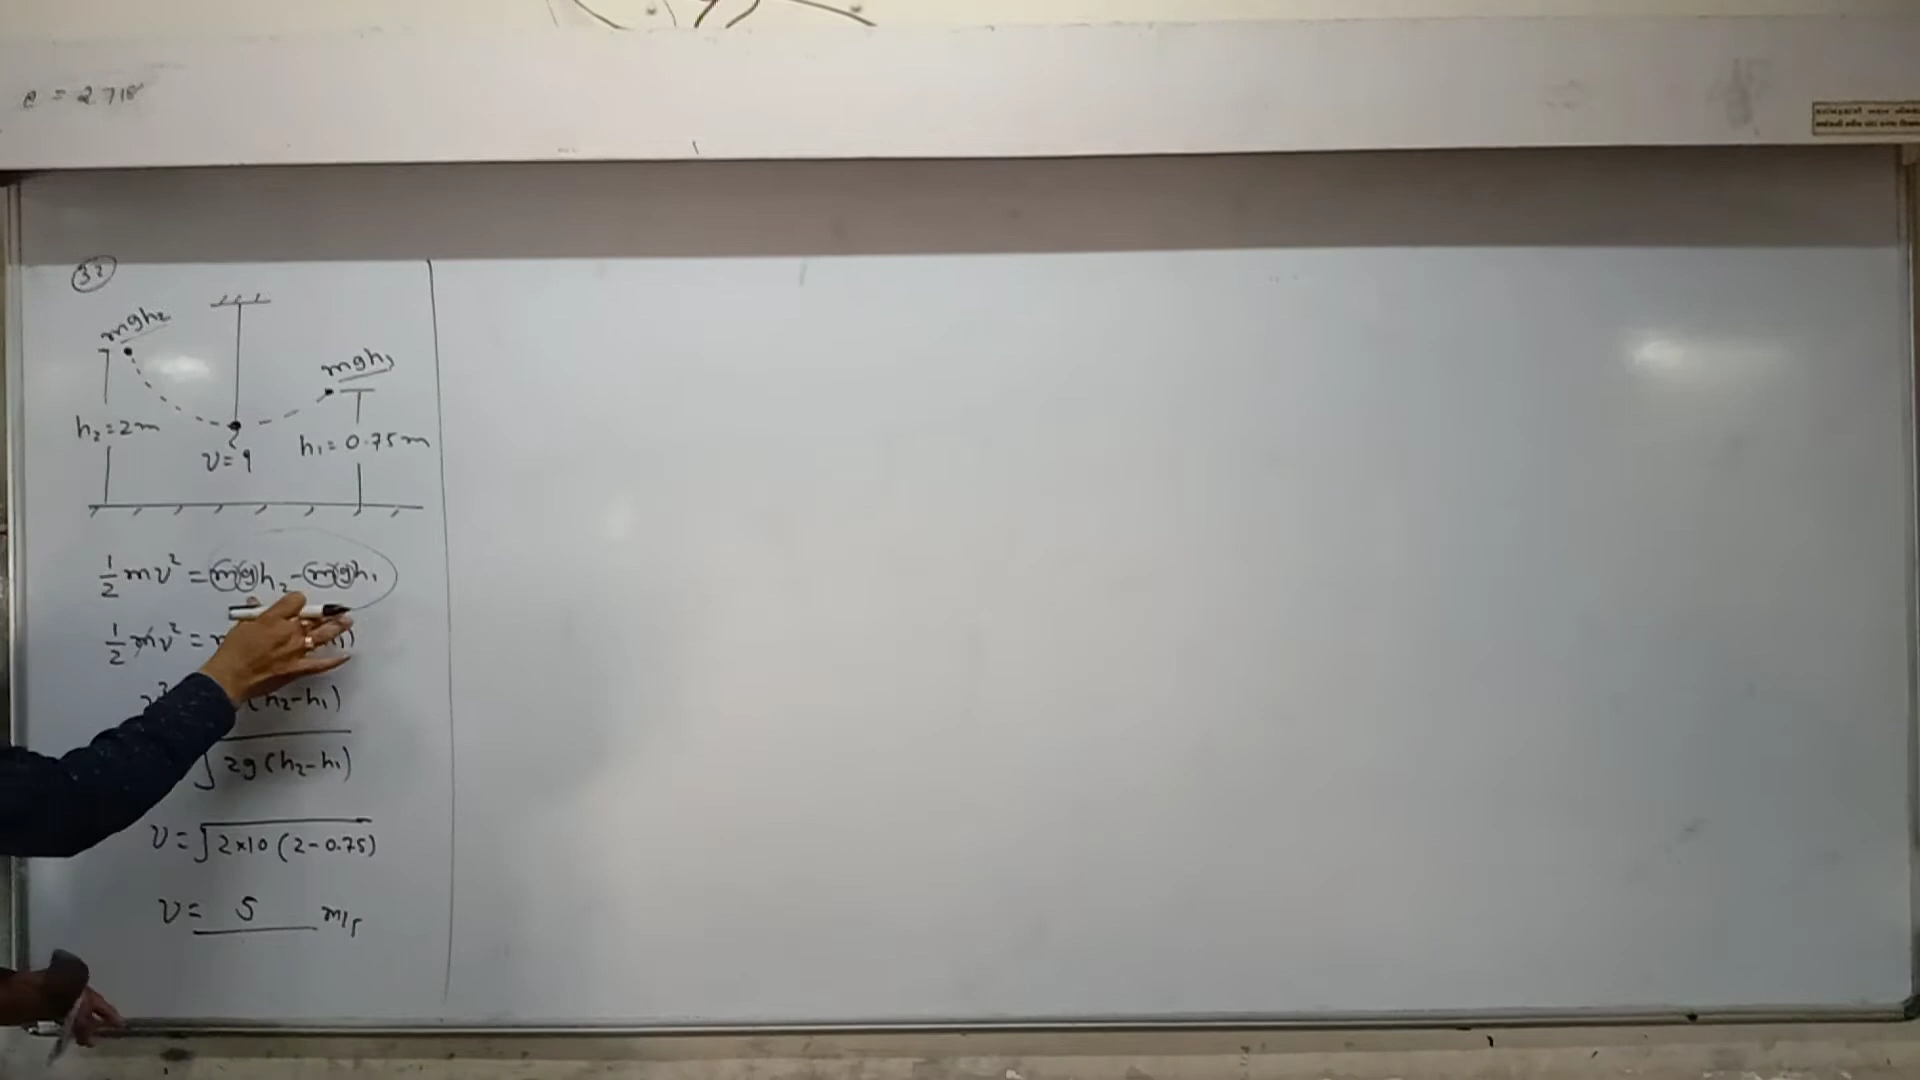 e = 2.718
32
mgh₂
mgh₁
h₂ = 2m
h₁ = 0.75m
v = ?
½ mv² = mgh₂ - mgh₁
½ mv² =
(h₂-h₁)
√2g(h₂-h₁)
v = √2×10 (2-0.75)
v = 5 m/s